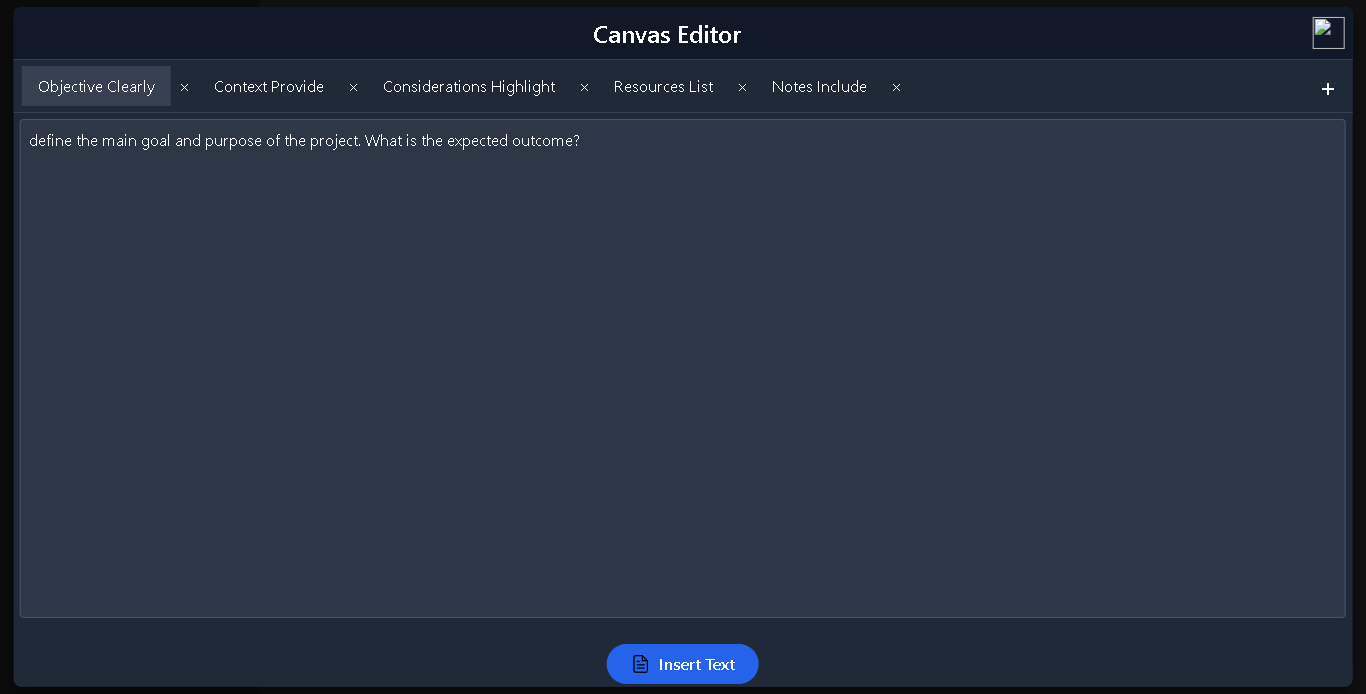 Canvas Editor
Objective Clearly × Context Provide × Considerations Highlight × Resources List × Notes Include × +
define the main goal and purpose of the project. What is the expected outcome?
Insert Text